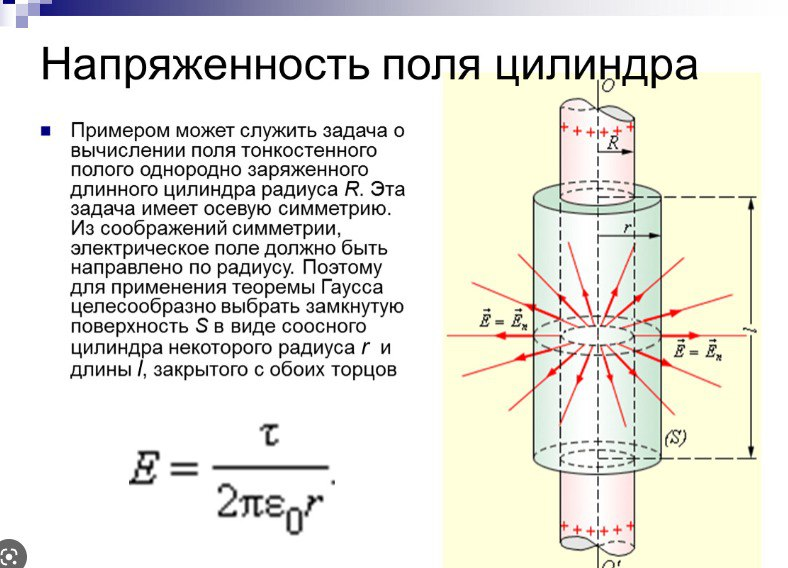 Напряженность поля цилиндра
Примером может служить задача о
вычислении поля тонкостенного
полого однородно заряженного
длинного цилиндра радиуса R. Эта
задача имеет осевую симметрию.
Из соображений симметрии,
электрическое поле должно быть
направлено по радиусу. Поэтому
для применения теоремы Гаусса
целесообразно выбрать замкнутую
поверхность S в виде соосного
цилиндра некоторого радиуса r и
длины l, закрытого с обоих торцов
E = τ / 2πε₀r.
O
+ + + + + +
R
r
E⃗ = E⃗ₙ
l
E⃗ = E⃗ₙ
(S)
+ + + + + +
O'